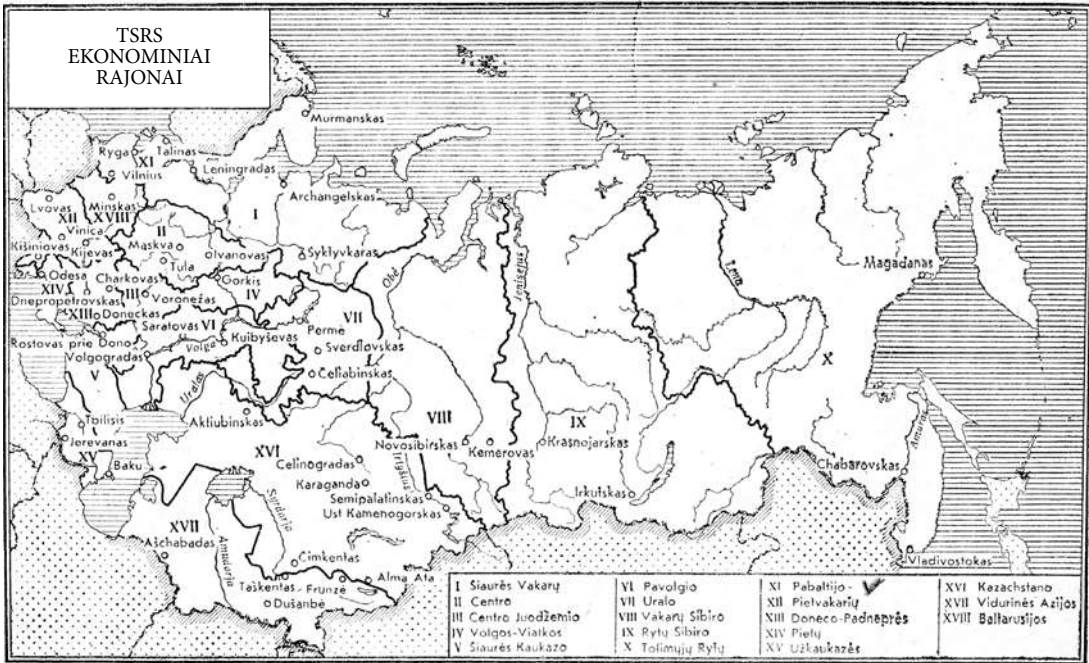 TSRS
EKONOMINIAI
RAJONAI
Murmanskas
Ryga
Talinas
XI
Vilnius
Leningradas
Archangelskas
I
Lvovas
Minskas
XII
XVIII
II
Vinica
Maskva
Ivanovas
Syktyvkaras
Obė
Jenisejus
Lena
Kišiniovas
Kijevas
Tula
Magadanas
Odesa
Charkovas
Gorkis
XIV
III
Voronežas
IV
Dnepropetrovskas
VII
XIII
Doneckas
Permė
Saratovas
VI
Rostovas prie Dono
Volga
Kuibyševas
Sverdlovskas
X
Volgogradas
Čeliabinskas
V
Uralas
Aktiubinskas
VIII
IX
Amūras
Tbilisis
Novosibirskas
Kemerovas
Krasnojarskas
Jerevanas
XVI
Celinogradas
Irtyšius
Chabarovskas
XV
Baku
Karaganda
Semipalatinskas
Irkutskas
Ust Kamenogorskas
Syrdarja
XVII
Ašchabadas
Amudarja
Čimkentas
Vladivostokas
Taškentas
Frunzė
Alma Ata
Dušanbė
I Šiaurės Vakarų
II Centro
III Centro Juodžemio
IV Volgos-Viatkos
V Šiaurės Kaukazo
VI Pavolgio
VII Uralo
VIII Vakarų Sibiro
IX Rytų Sibiro
X Tolimųjų Rytų
XI Pabaltijo -
XII Pietvakarių
XIII Doneco-Padneprės
XIV Pietų
XV Užkaukazės
XVI Kazachstano
XVII Vidurinės Azijos
XVIII Baltarusijos